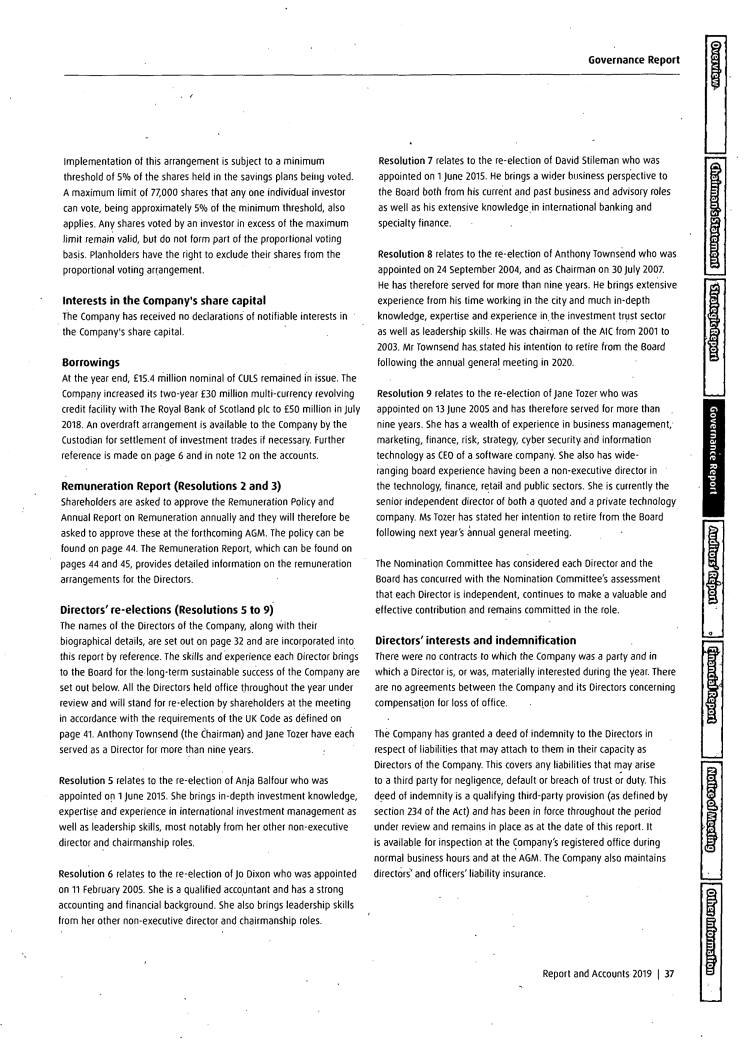 Governance Report
Implementation of this arrangement is subject to a minimum
threshold of 5% of the shares held in the savings plans being voted.
A maximum limit of 77,000 shares that any one individual investor
can vote, being approximately 5% of the minimum threshold, also
applies. Any shares voted by an investor in excess of the maximum
limit remain valid, but do not form part of the proportional voting
basis. Planholders have the right to exclude their shares from the
proportional voting arrangement.
Interests in the Company's share capital
The Company has received no declarations of notifiable interests in
the Company's share capital.
Borrowings
At the year end, £15.4 million nominal of CULS remained in issue. The
Company increased its two-year £30 million multi-currency revolving
credit facility with The Royal Bank of Scotland plc to £50 million in July
2018. An overdraft arrangement is available to the Company by the
Custodian for settlement of investment trades if necessary. Further
reference is made on page 6 and in note 12 on the accounts.
Remuneration Report (Resolutions 2 and 3)
Shareholders are asked to approve the Remuneration Policy and
Annual Report on Remuneration annually and they will therefore be
asked to approve these at the forthcoming AGM. The policy can be
found on page 44. The Remuneration Report, which can be found on
pages 44 and 45, provides detailed information on the remuneration
arrangements for the Directors.
Directors' re-elections (Resolutions 5 to 9)
The names of the Directors of the Company, along with their
biographical details, are set out on page 32 and are incorporated into
this report by reference. The skills and experience each Director brings
to the Board for the long-term sustainable success of the Company are
set out below. All the Directors held office throughout the year under
review and will stand for re-election by shareholders at the meeting
in accordance with the requirements of the UK Code as defined on
page 41. Anthony Townsend (the Chairman) and Jane Tozer have each
served as a Director for more than nine years.
Resolution 5 relates to the re-election of Anja Balfour who was
appointed on 1 June 2015. She brings in-depth investment knowledge,
expertise and experience in international investment management as
well as leadership skills, most notably from her other non-executive
director and chairmanship roles.
Resolution 6 relates to the re-election of Jo Dixon who was appointed
on 11 February 2005. She is a qualified accountant and has a strong
accounting and financial background. She also brings leadership skills
from her other non-executive director and chairmanship roles.
Resolution 7 relates to the re-election of David Stileman who was
appointed on 1 June 2015. He brings a wider business perspective to
the Board both from his current and past business and advisory roles
as well as his extensive knowledge in international banking and
specialty finance.
Resolution 8 relates to the re-election of Anthony Townsend who was
appointed on 24 September 2004, and as Chairman on 30 July 2007.
He has therefore served for more than nine years. He brings extensive
experience from his time working in the city and much in-depth
knowledge, expertise and experience in the investment trust sector
as well as leadership skills. He was chairman of the AIC from 2001 to
2003. Mr Townsend has stated his intention to retire from the Board
following the annual general meeting in 2020.
Resolution 9 relates to the re-election of Jane Tozer who was
appointed on 13 June 2005 and has therefore served for more than
nine years. She has a wealth of experience in business management,
marketing, finance, risk, strategy, cyber security and information
technology as CEO of a software company. She also has wide-
ranging board experience having been a non-executive director in
the technology, finance, retail and public sectors. She is currently the
senior independent director of both a quoted and a private technology
company. Ms Tozer has stated her intention to retire from the Board
following next year's annual general meeting.
The Nomination Committee has considered each Director and the
Board has concurred with the Nomination Committee's assessment
that each Director is independent, continues to make a valuable and
effective contribution and remains committed in the role.
Directors' interests and indemnification
There were no contracts to which the Company was a party and in
which a Director is, or was, materially interested during the year. There
are no agreements between the Company and its Directors concerning
compensation for loss of office.
The Company has granted a deed of indemnity to the Directors in
respect of liabilities that may attach to them in their capacity as
Directors of the Company. This covers any liabilities that may arise
to a third party for negligence, default or breach of trust or duty. This
deed of indemnity is a qualifying third-party provision (as defined by
section 234 of the Act) and has been in force throughout the period
under review and remains in place as at the date of this report. It
is available for inspection at the Company's registered office during
normal business hours and at the AGM. The Company also maintains
directors' and officers' liability insurance.
Report and Accounts 2019 | 37
Overview
Chairman's Statement
Strategic Report
Governance Report
Auditors' Report
Financial Report
Notice of Meeting
Other Information